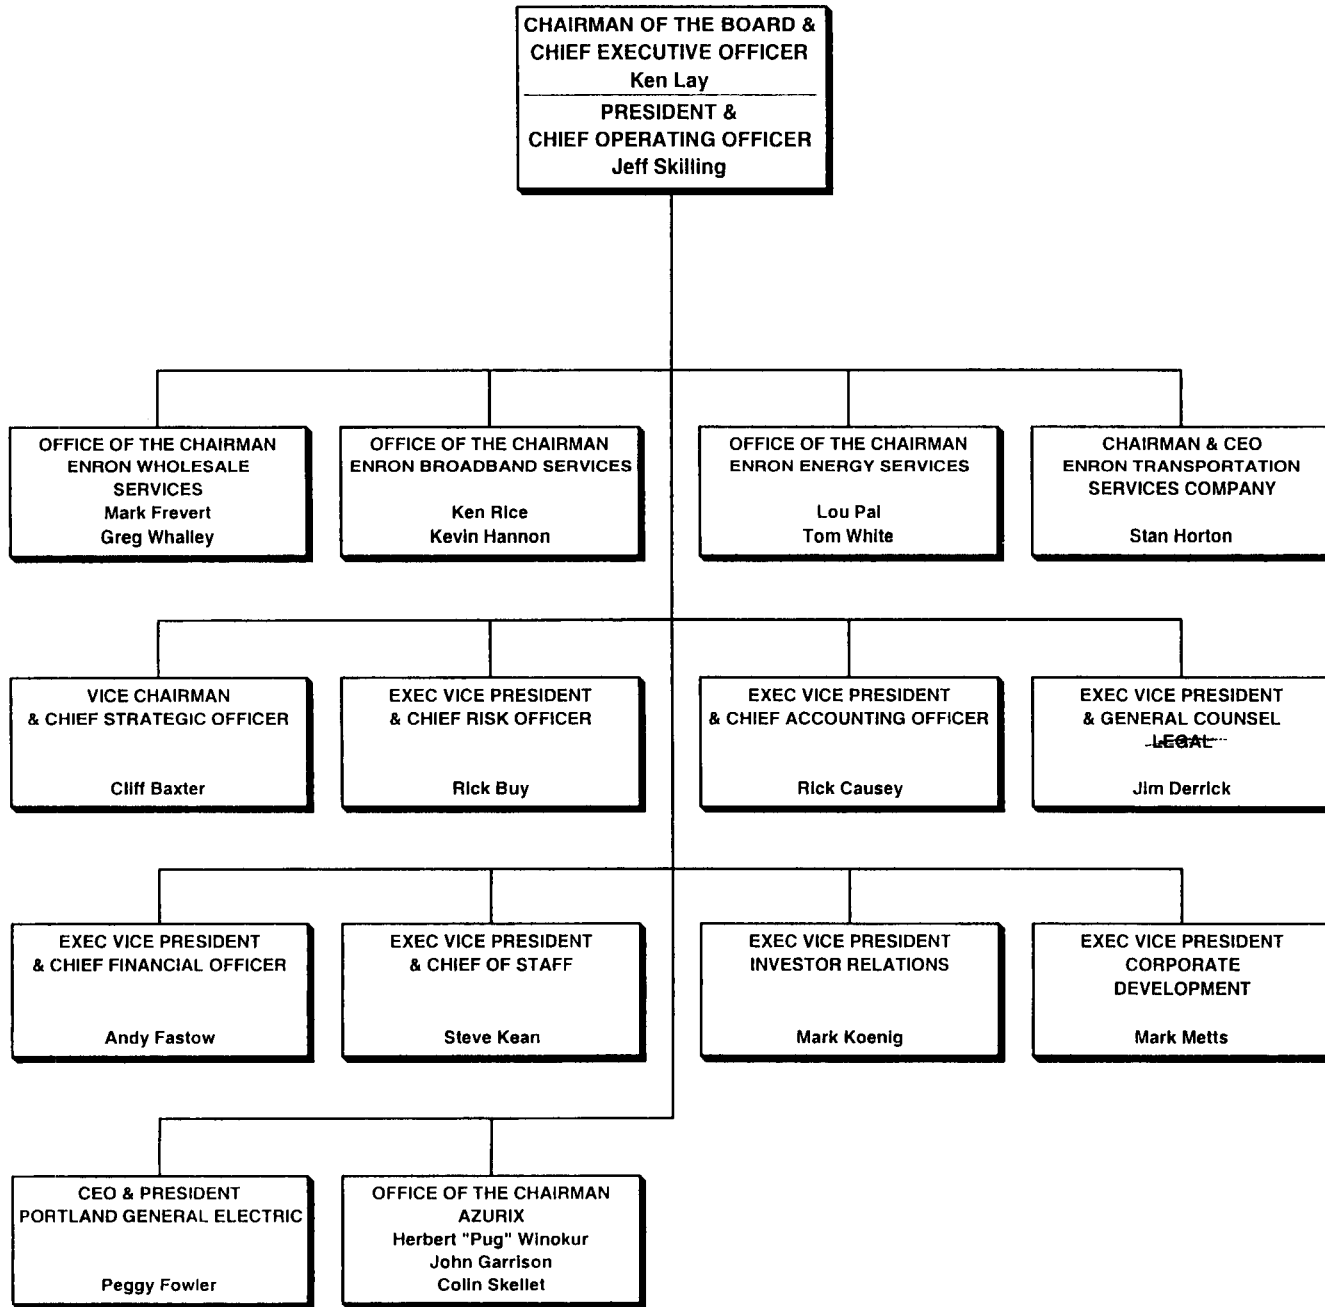 CHAIRMAN OF THE BOARD &
CHIEF EXECUTIVE OFFICER
Ken Lay
PRESIDENT &
CHIEF OPERATING OFFICER
Jeff Skilling
OFFICE OF THE CHAIRMAN
ENRON WHOLESALE
SERVICES
Mark Frevert
Greg Whalley
OFFICE OF THE CHAIRMAN
ENRON BROADBAND SERVICES
Ken Rice
Kevin Hannon
OFFICE OF THE CHAIRMAN
ENRON ENERGY SERVICES
Lou Pai
Tom White
CHAIRMAN & CEO
ENRON TRANSPORTATION
SERVICES COMPANY
Stan Horton
VICE CHAIRMAN
& CHIEF STRATEGIC OFFICER
Cliff Baxter
EXEC VICE PRESIDENT
& CHIEF RISK OFFICER
Rick Buy
EXEC VICE PRESIDENT
& CHIEF ACCOUNTING OFFICER
Rick Causey
EXEC VICE PRESIDENT
& GENERAL COUNSEL
LEGAL
Jim Derrick
EXEC VICE PRESIDENT
& CHIEF FINANCIAL OFFICER
Andy Fastow
EXEC VICE PRESIDENT
& CHIEF OF STAFF
Steve Kean
EXEC VICE PRESIDENT
INVESTOR RELATIONS
Mark Koenig
EXEC VICE PRESIDENT
CORPORATE
DEVELOPMENT
Mark Metts
CEO & PRESIDENT
PORTLAND GENERAL ELECTRIC
Peggy Fowler
OFFICE OF THE CHAIRMAN
AZURIX
Herbert "Pug" Winokur
John Garrison
Colin Skellet